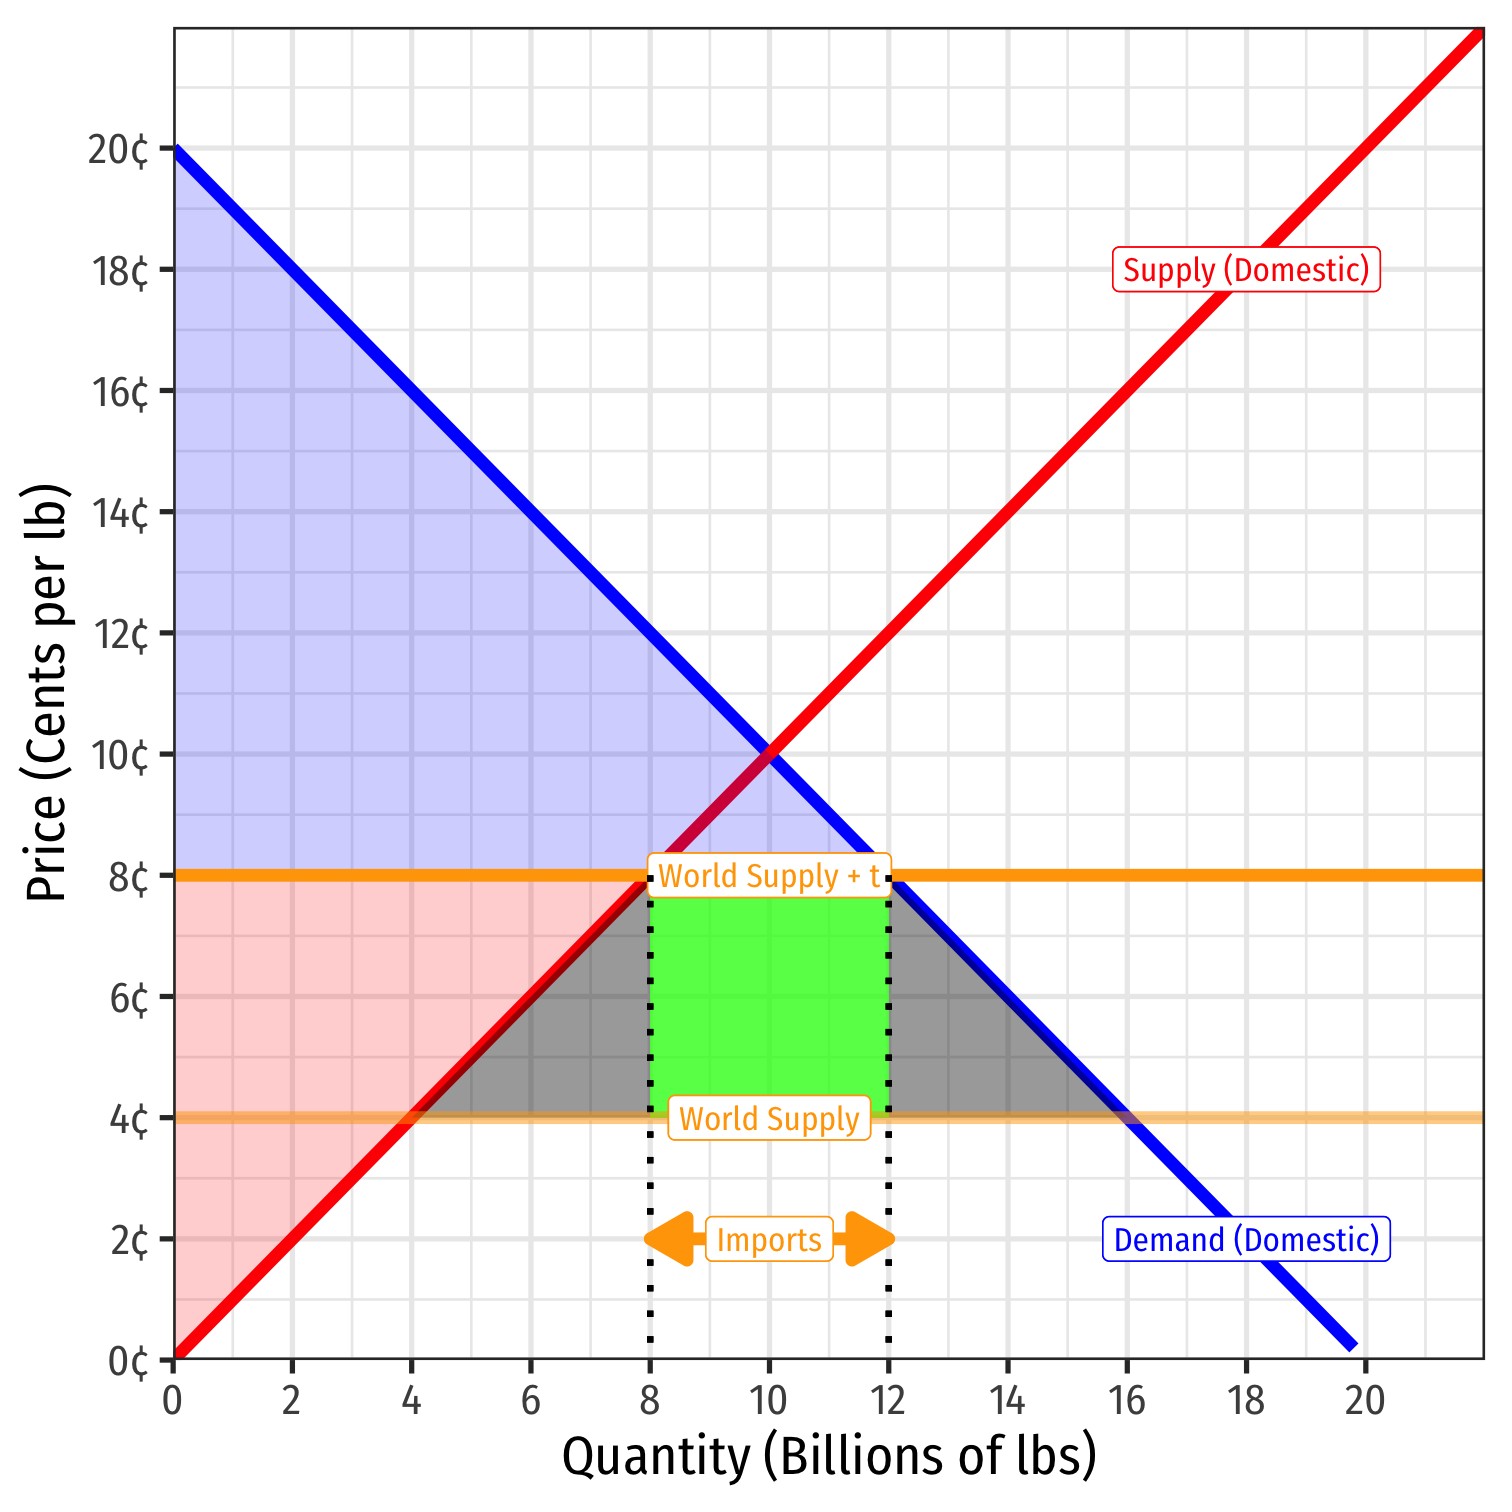 20¢
18¢
Supply (Domestic)
16¢
14¢
12¢
10¢
8¢
World Supply + t
6¢
4¢
World Supply
2¢
Imports
Demand (Domestic)
0¢
Price (Cents per lb)
0 2 4 6 8 10 12 14 16 18 20
Quantity (Billions of lbs)